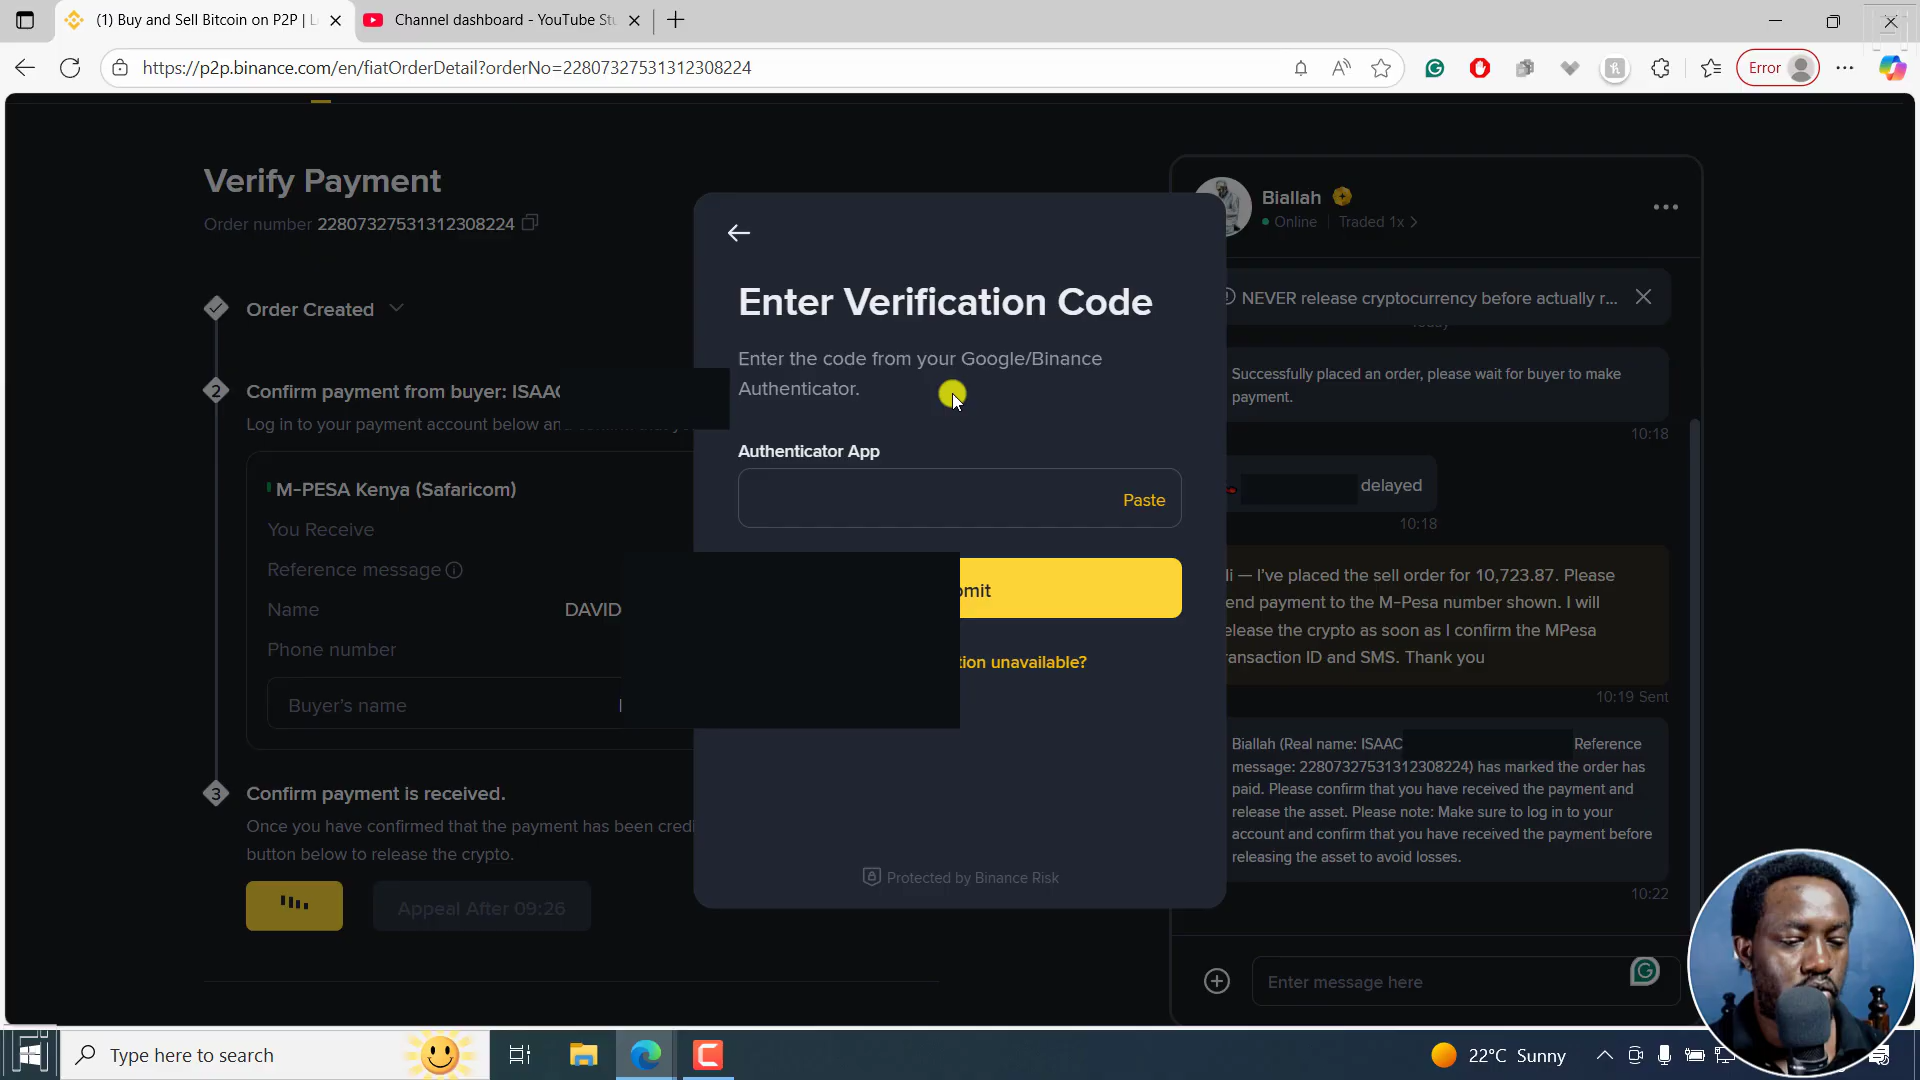 (1) Buy and Sell Bitcoin on P2P |
Channel dashboard - YouTube Stu
https://p2p.binance.com/en/fiatOrderDetail?orderNo=22807327531312308224
Error
Verify Payment
Order number 22807327531312308224
Order Created
2 Confirm payment from buyer: ISAAC
Log in to your payment account below
M-PESA Kenya (Safaricom)
You Receive
Reference message
Name DAVID
Phone number
Buyer's name
3 Confirm payment is received.
Once you have confirmed that the payment has been credi
button below to release the crypto.
Appeal After 09:26
Enter Verification Code
Enter the code from your Google/Binance
Authenticator.
Authenticator App
Paste
omit
tion unavailable?
Protected by Binance Risk
Biallah
Online | Traded 1x >
NEVER release cryptocurrency before actually r...
Today
Successfully placed an order, please wait for buyer to make
payment.
10:18
delayed
10:18
i — I've placed the sell order for 10,723.87. Please
end payment to the M-Pesa number shown. I will
elease the crypto as soon as I confirm the MPesa
ransaction ID and SMS. Thank you
10:19 Sent
Biallah (Real name: ISAAC Reference
message: 22807327531312308224) has marked the order has
paid. Please confirm that you have received the payment and
release the asset. Please note: Make sure to log in to your
account and confirm that you have received the payment before
releasing the asset to avoid losses.
10:22
Enter message here
Type here to search
22°C Sunny